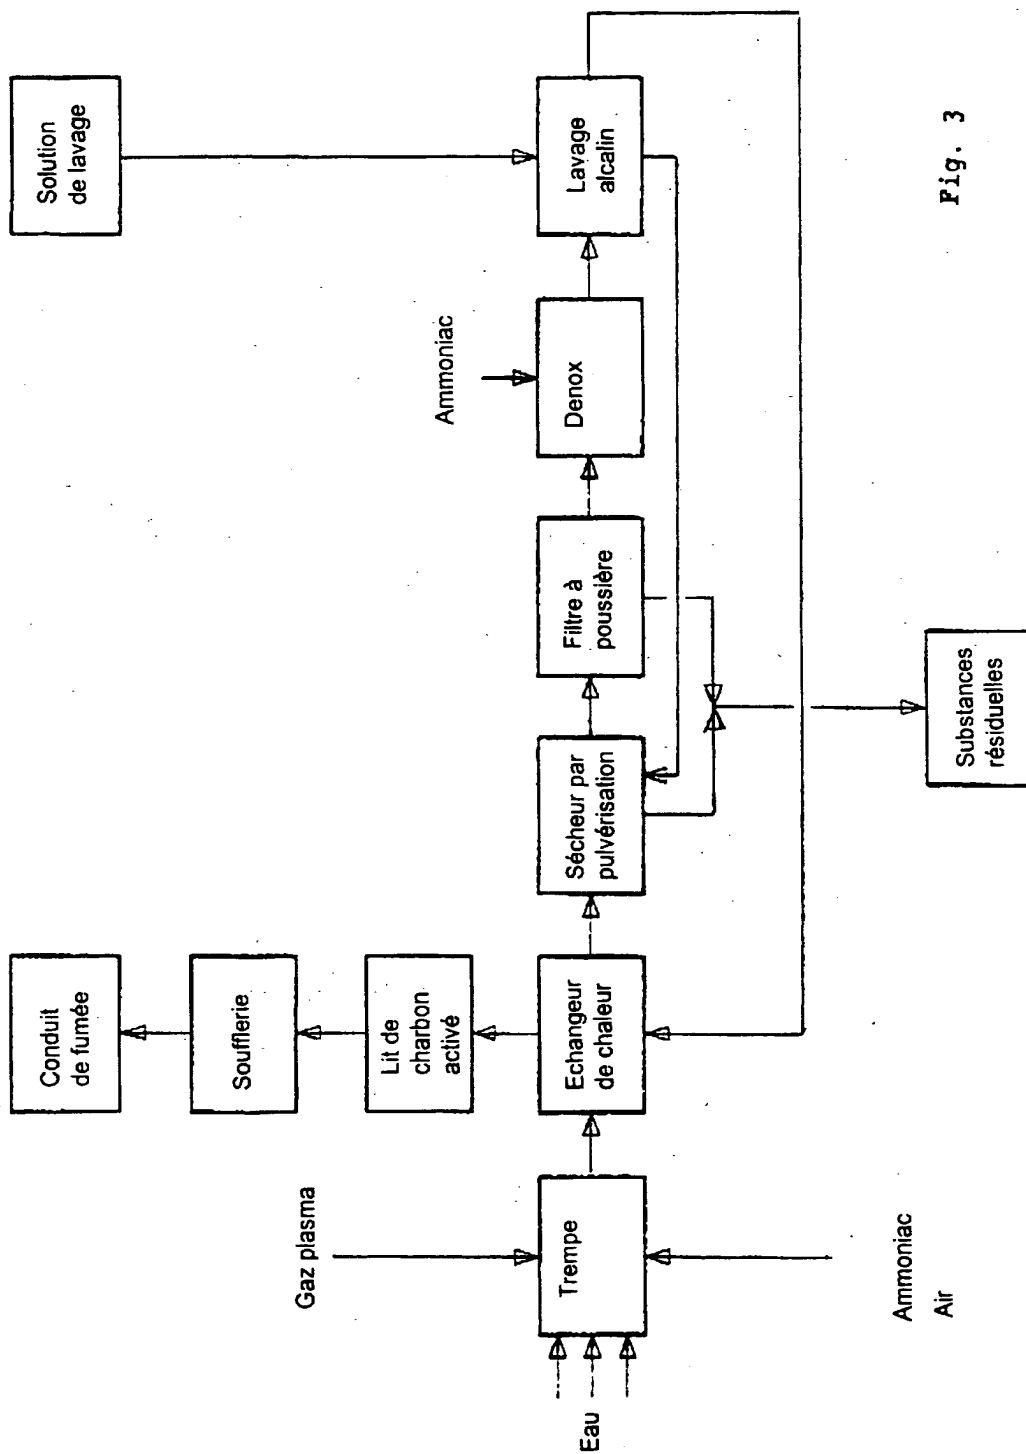 Solution
de lavage
Conduit
de fumée
Soufflerie
Lit de
charbon
activé
Ammoniac
Gaz plasma
Eau
Trempe
Echangeur
de chaleur
Sécheur par
pulvérisation
Filtre à
poussière
Denox
Lavage
alcalin
Ammoniac
Air
Substances
résiduelles
Fig. 3